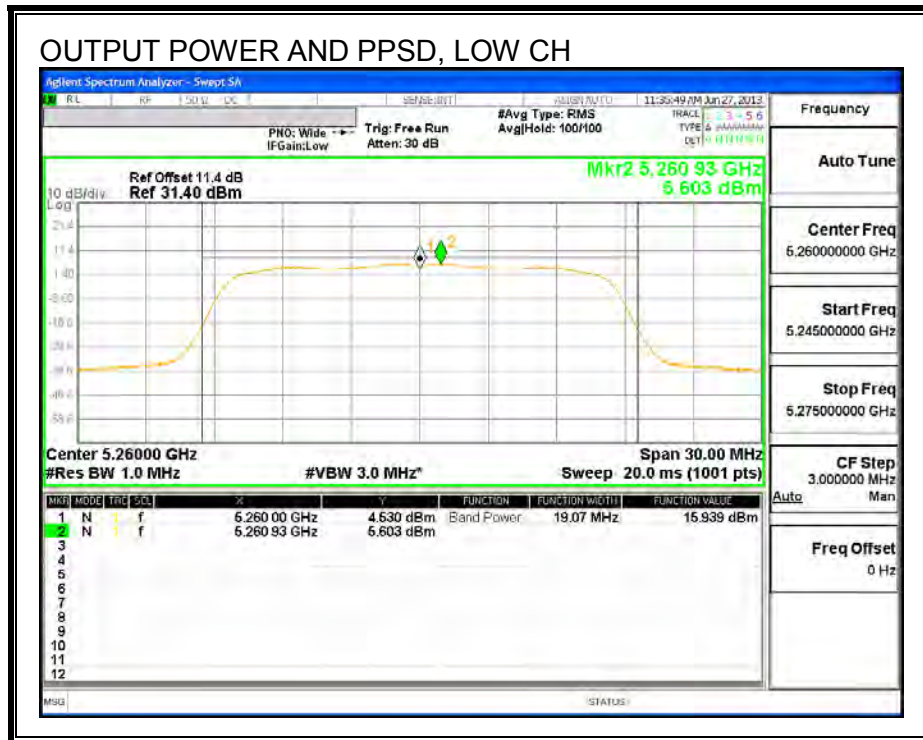 OUTPUT POWER AND PPSD, LOW CH
Agilent Spectrum Analyzer - Swept SA
RL RF 50 Ω DC SENSE:INT ALIGN AUTO 11:35:49 AM Jun 27, 2013
#Avg Type: RMS
TRACE
PNO: Wide
Trig: Free Run
Avg|Hold: 100/100
TYPE
IFGain:Low
Atten: 30 dB
DET
Frequency
Mkr2 5.260 93 GHz
Ref Offset 11.4 dB
5.603 dBm
10 dB/div
Ref 31.40 dBm
Log
21.4
11.4
1.40
1
2
Center 5.26000 GHz
Span 30.00 MHz
#Res BW 1.0 MHz
#VBW 3.0 MHz*
Sweep 20.0 ms (1001 pts)
MKR MODE TRC SCL X Y FUNCTION FUNCTION WIDTH FUNCTION VALUE
1 N 1 f 5.260 00 GHz 4.530 dBm Band Power 19.07 MHz 15.939 dBm
2 N 1 f 5.260 93 GHz 5.603 dBm
3
4
5
6
7
8
9
10
11
12
MSG
STATUS
Auto Tune
Center Freq
5.260000000 GHz
Start Freq
5.245000000 GHz
Stop Freq
5.275000000 GHz
CF Step
3.000000 MHz
Auto Man
Freq Offset
0 Hz